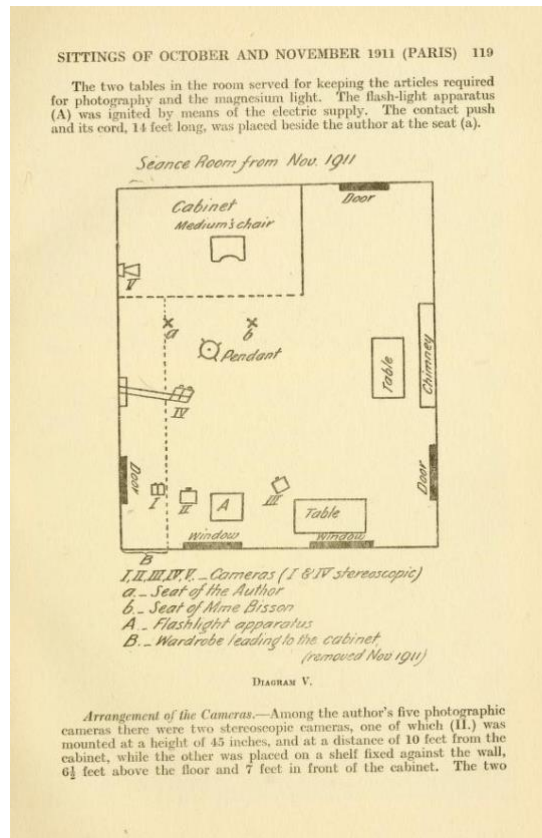 SITTINGS OF OCTOBER AND NOVEMBER 1911 (PARIS) 119
The two tables in the room served for keeping the articles required
for photography and the magnesium light. The flash-light apparatus
(A) was ignited by means of the electric supply. The contact push
and its cord, 14 feet long, was placed beside the author at the seat (a).
Séance Room from Nov. 1911
Door
Cabinet
Medium's chair
V
a
b
Pendant
Table
Chimney
IV
Door
I
II
A
III
Table
Door
Window
Window
B
I, II, III, IV, V. _ Cameras (I & IV stereoscopic)
a. _ Seat of the Author
b. _ Seat of Mme Bisson
A. _ Flashlight apparatus
B. _ Wardrobe leading to the cabinet
(removed Nov 1911)
DIAGRAM V.
Arrangement of the Cameras.—Among the author's five photographic
cameras there were two stereoscopic cameras, one of which (II.) was
mounted at a height of 45 inches, and at a distance of 10 feet from the
cabinet, while the other was placed on a shelf fixed against the wall,
6½ feet above the floor and 7 feet in front of the cabinet. The two